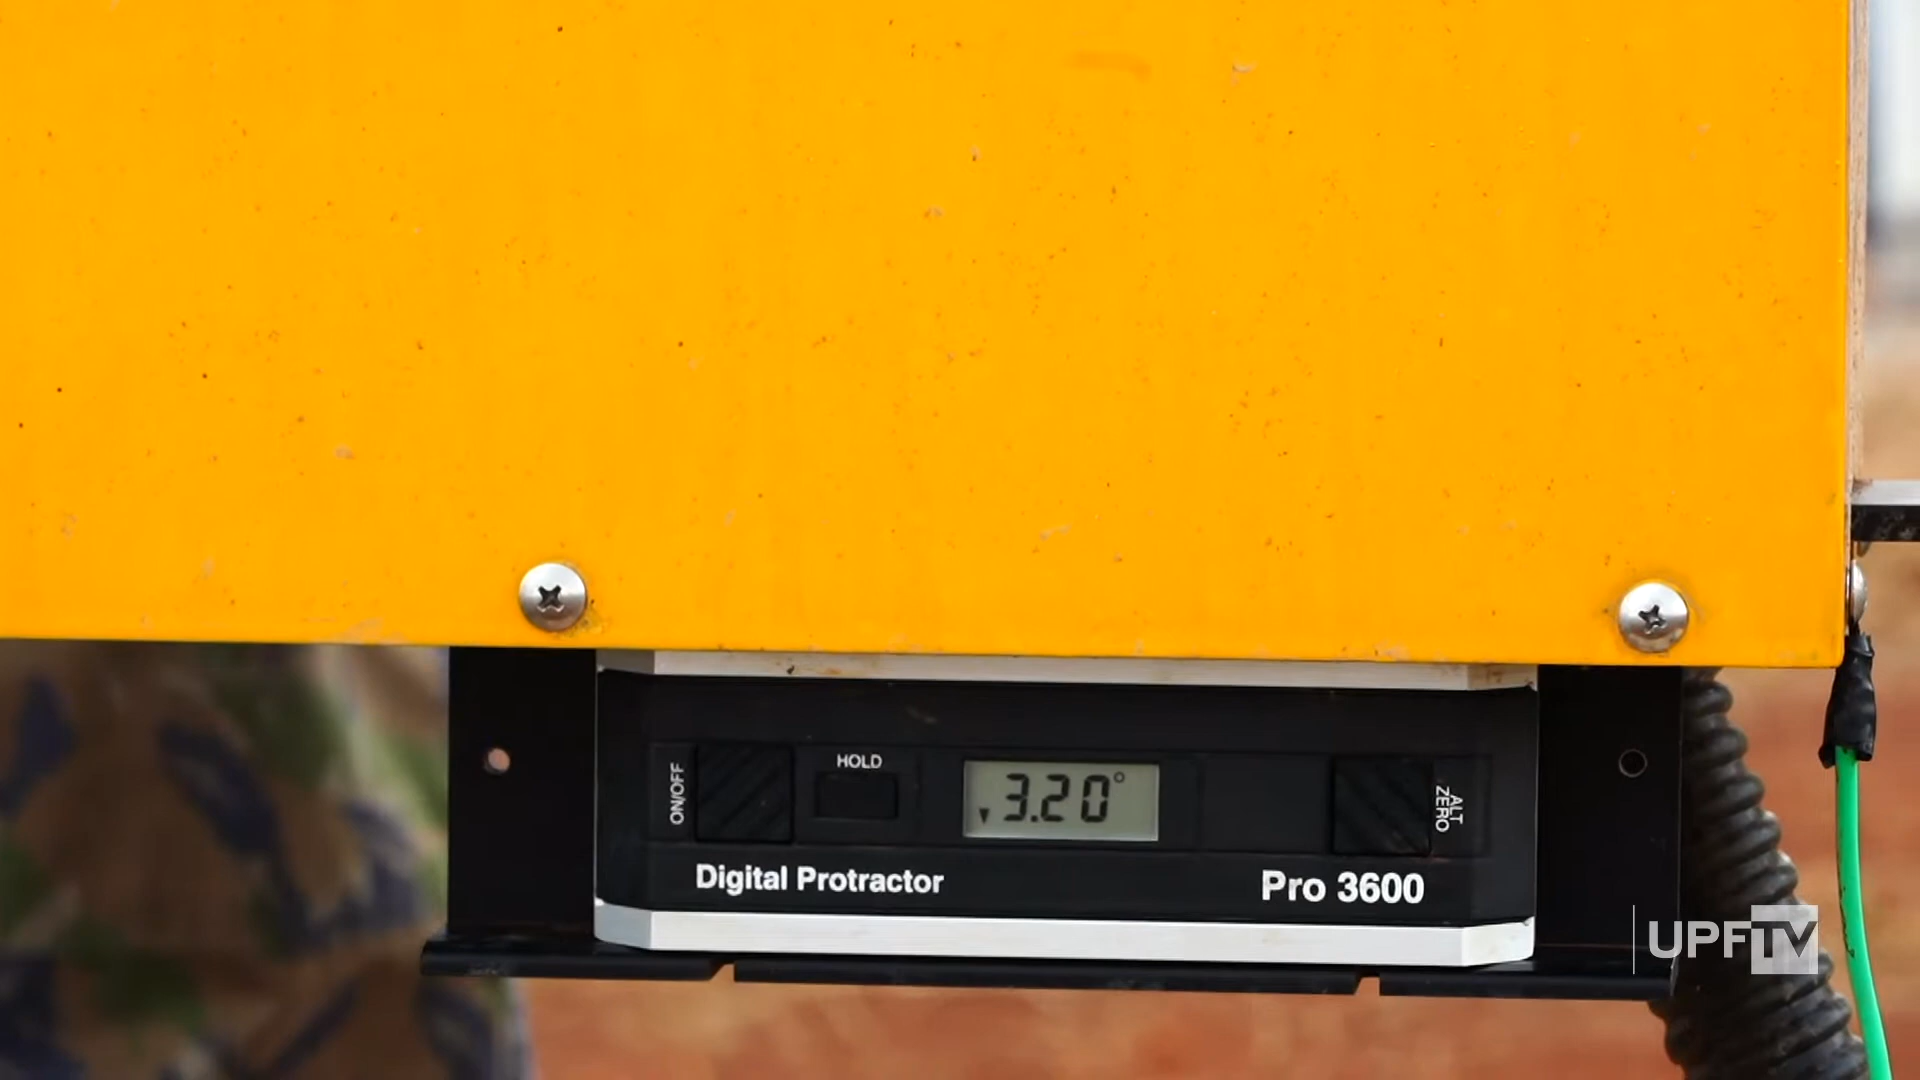 ON/OFF
HOLD
3.20°
ALT
ZERO
Digital Protractor
Pro 3600
UPFTV